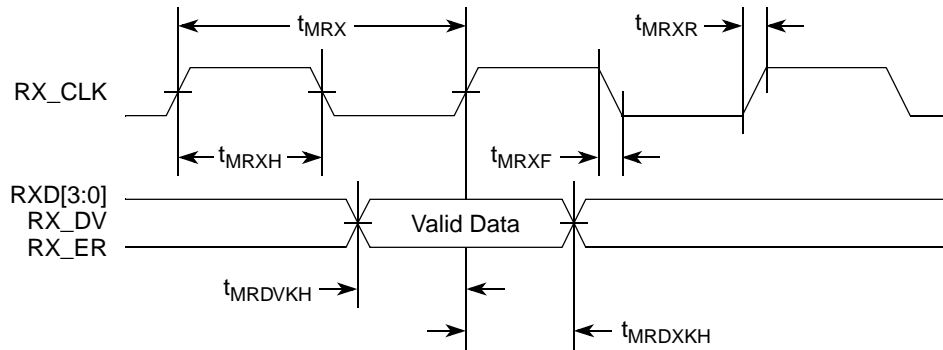 tMRX
tMRXR
RX_CLK
tMRXH
tMRXF
RXD[3:0]
RX_DV
Valid Data
RX_ER
tMRDVKH
tMRDXKH